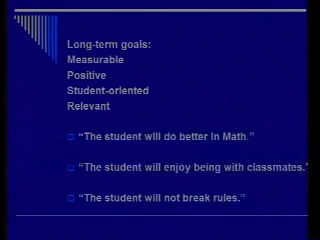 Long-term goals:
Measurable
Positive
Student-oriented
Relevant
"The student will do better in Math."
"The student will enjoy being with classmates."
"The student will not break rules."